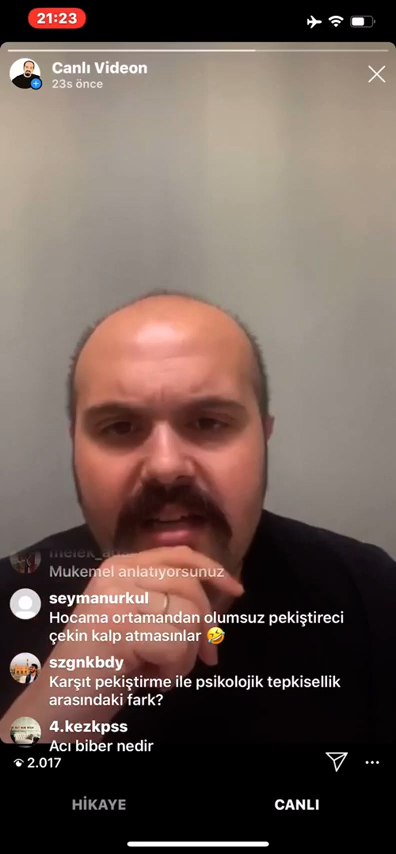 21:23
Canlı Videon
23s önce
Mukemel anlatıyorsunuz
seymanurkul
Hocama ortamandan olumsuz pekiştireci
çekin kalp atmasınlar 🤣
szgnkbdy
Karşıt pekiştirme ile psikolojik tepkisellik
arasındaki fark?
4.kezkpss
Acı biber nedir
2.017
HİKAYE
CANLI